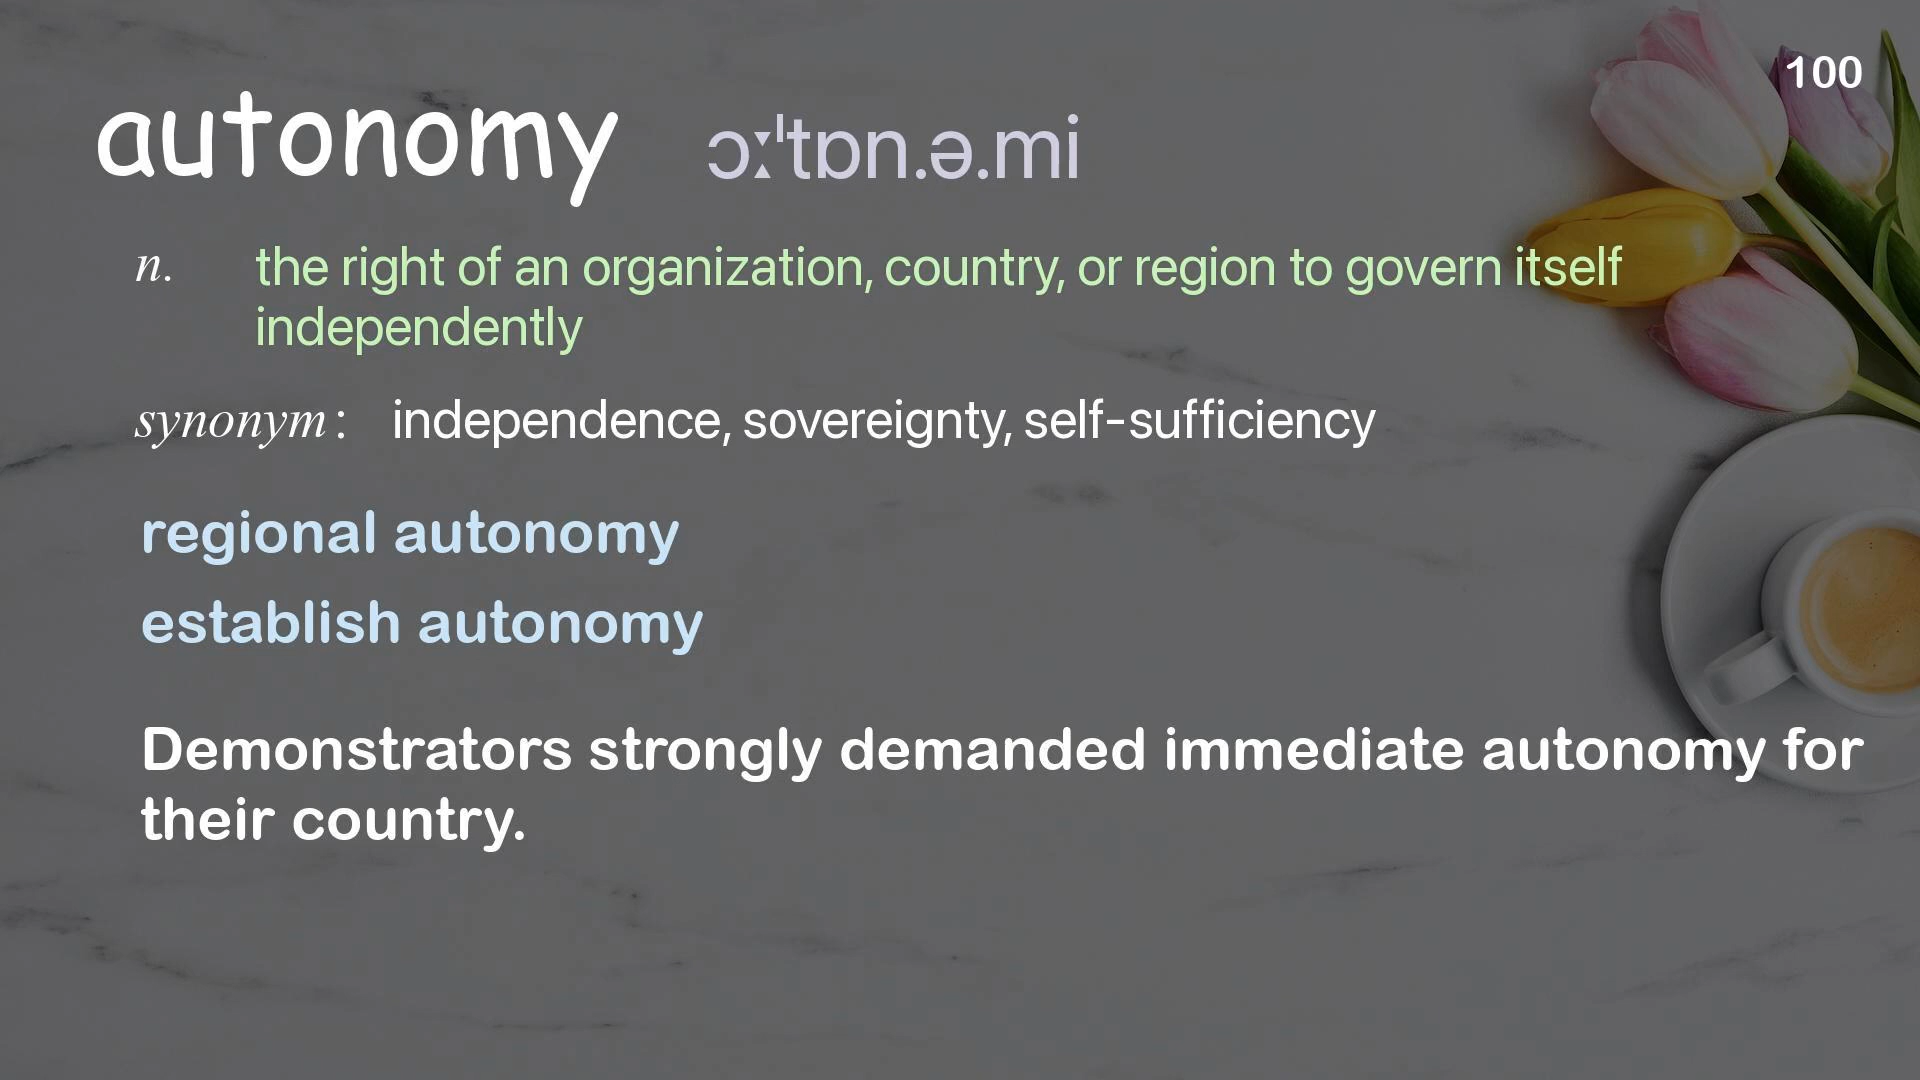 100
autonomy ɔːˈtɒn.ə.mi
n. the right of an organization, country, or region to govern itself
independently
synonym: independence, sovereignty, self-sufficiency
regional autonomy
establish autonomy
Demonstrators strongly demanded immediate autonomy for
their country.